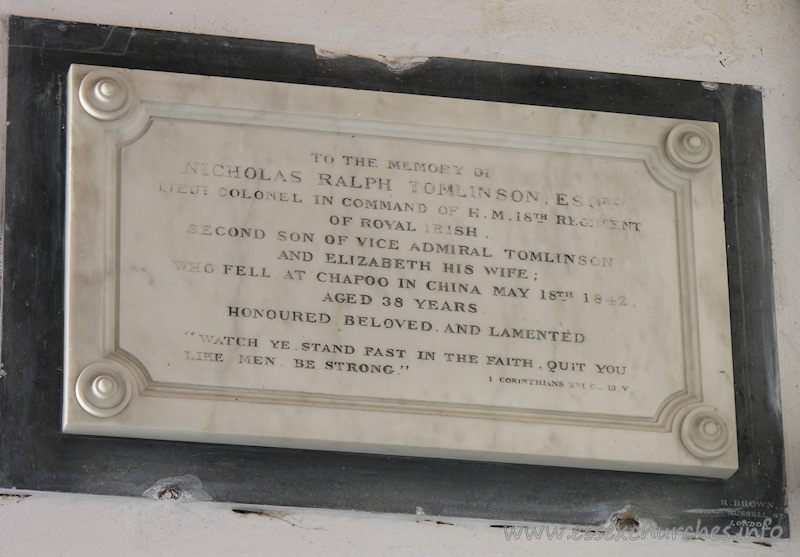 TO THE MEMORY OF
NICHOLAS RALPH TOMLINSON, ESQRE
LIEUT COLONEL IN COMMAND OF H.M.18TH REGIMENT
OF ROYAL IRISH.
SECOND SON OF VICE ADMIRAL TOMLINSON
AND ELIZABETH HIS WIFE;
WHO FELL AT CHAPOO IN CHINA MAY 18TH 1842,
AGED 38 YEARS
HONOURED, BELOVED, AND LAMENTED
"WATCH YE, STAND FAST IN THE FAITH, QUIT YOU
LIKE MEN, BE STRONG."
1 CORINTHIANS XVI C. 13 V.
R. BROWN,
RUSSELL ST
LONDON
www.essexchurches.info